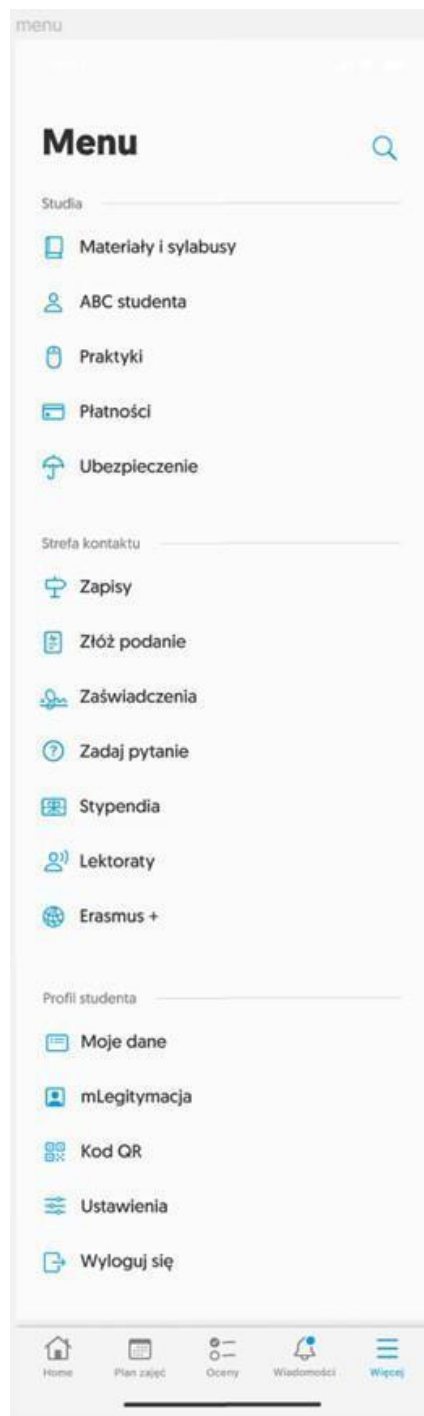 menu
Menu
Studia
Materiały i sylabusy
ABC studenta
Praktyki
Płatności
Ubezpieczenie
Strefa kontaktu
Zapisy
Złóż podanie
Zaświadczenia
Zadaj pytanie
Stypendia
Lektoraty
Erasmus +
Profil studenta
Moje dane
mLegitymacja
Kod QR
Ustawienia
Wyloguj się
Home Plan zajęć Oceny Wiadomości Więcej